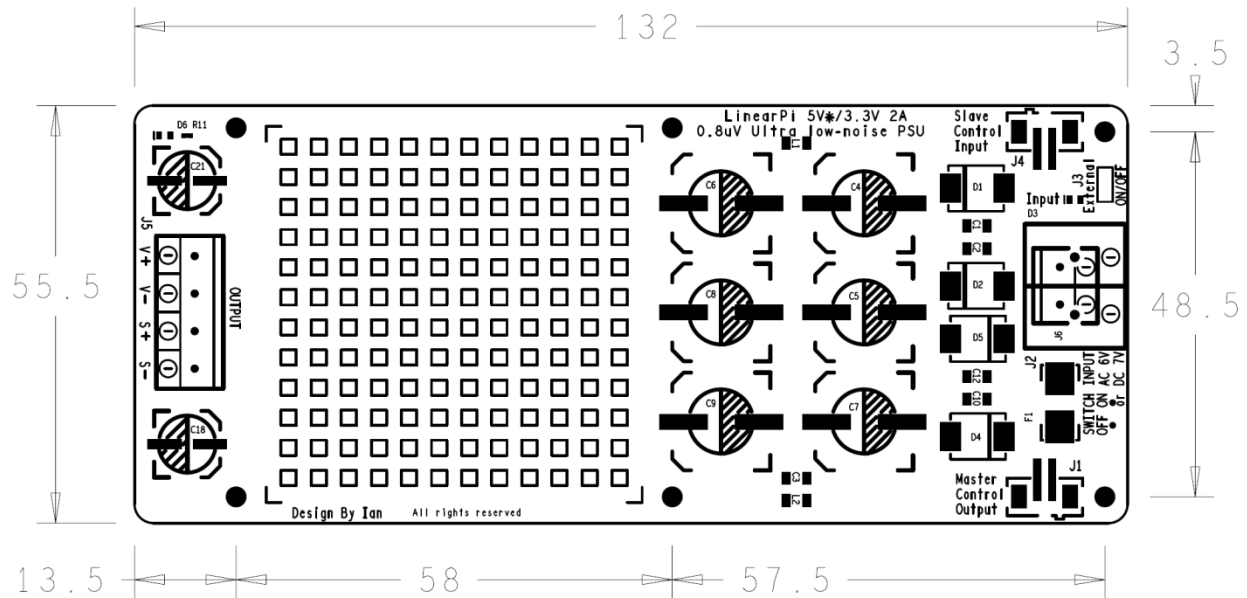 132
3.5
55.5
48.5
13.5
58
57.5
LinearPi 5V*/3.3V 2A
0.8uV Ultra low-noise PSU
D6 R11
C21
J5
V+
V-
S+
S-
OUTPUT
C18
Design By Ian
All rights reserved
L1
C6
C4
C8
C5
C9
C7
C3
L2
Slave
Control
Input
J4
J3
External
ON/OFF
Input
D3
D1
C1
C2
D2
D5
C12
C10
D4
J6
J2
F1
SWITCH INPUT
OFF ON AC 6V
or DC 7V
Master
Control
Output
J1